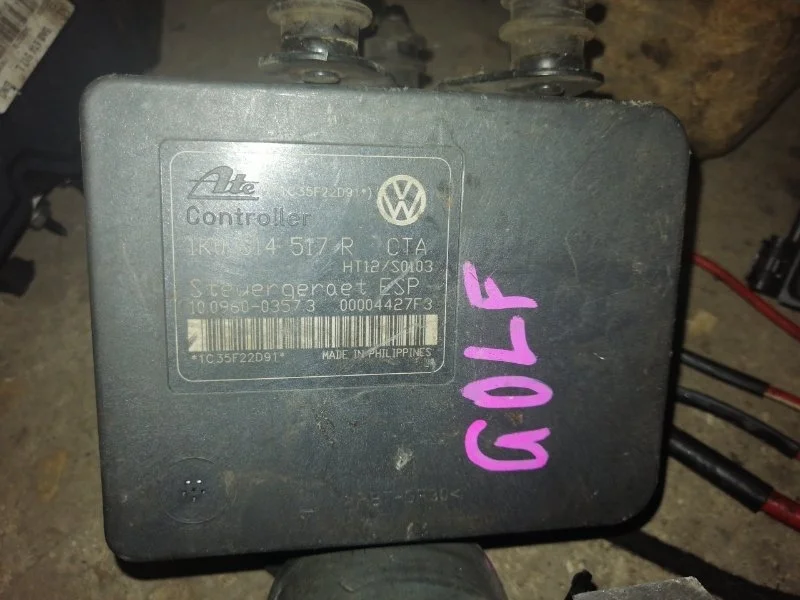 Ate
*1C35F22D91*)
Controller
1K0 614 517 R CTA
HT12/S0103
Steuergeraet ESP
10.0960-0357.3 00004427F3
*1C35F22D91*
MADE IN PHILIPPINES
GOLF